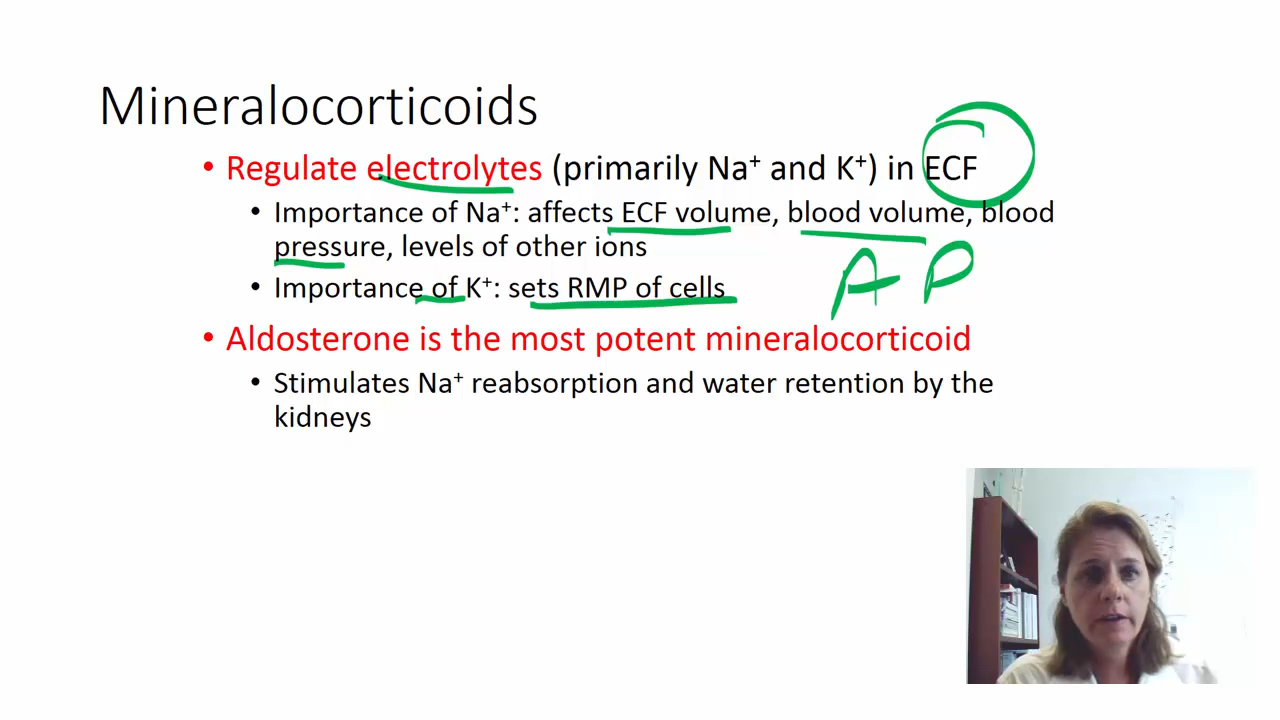 Mineralocorticoids
• Regulate electrolytes (primarily Na⁺ and K⁺) in ECF
• Importance of Na⁺: affects ECF volume, blood volume, blood
pressure, levels of other ions
AP
• Importance of K⁺: sets RMP of cells
• Aldosterone is the most potent mineralocorticoid
• Stimulates Na⁺ reabsorption and water retention by the
kidneys